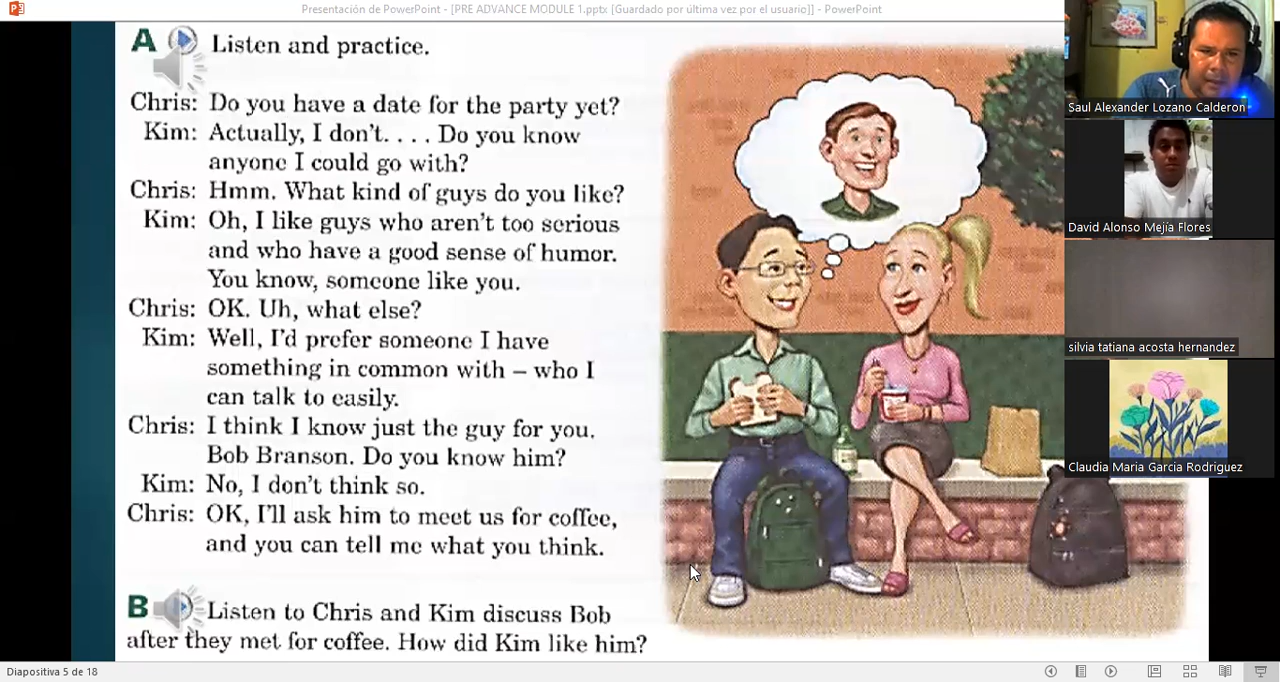 Presentación de PowerPoint - [PRE ADVANCE MODULE 1.pptx [Guardado por última vez por el usuario]] - PowerPoint
A Listen and practice.
Chris: Do you have a date for the party yet?
Kim: Actually, I don't. . . . Do you know
anyone I could go with?
Chris: Hmm. What kind of guys do you like?
Kim: Oh, I like guys who aren't too serious
and who have a good sense of humor.
You know, someone like you.
Chris: OK. Uh, what else?
Kim: Well, I'd prefer someone I have
something in common with – who I
can talk to easily.
Chris: I think I know just the guy for you.
Bob Branson. Do you know him?
Kim: No, I don't think so.
Chris: OK, I'll ask him to meet us for coffee,
and you can tell me what you think.
B Listen to Chris and Kim discuss Bob
after they met for coffee. How did Kim like him?
Saul Alexander Lozano Calderon
David Alonso Mejía Flores
silvia tatiana acosta hernandez
Claudia Maria Garcia Rodriguez
Diapositiva 5 de 18